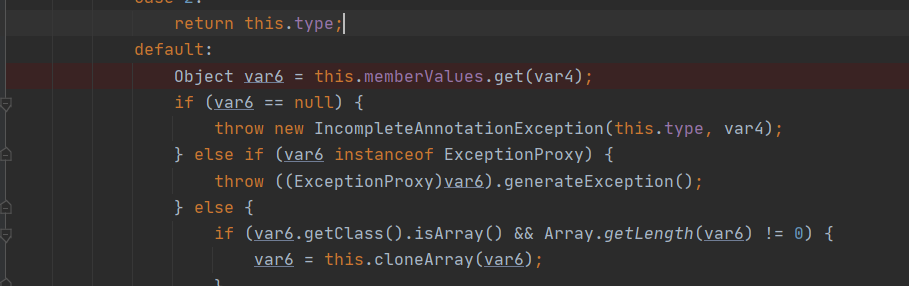 case 2:
return this.type;
default:
Object var6 = this.memberValues.get(var4);
if (var6 == null) {
throw new IncompleteAnnotationException(this.type, var4);
} else if (var6 instanceof ExceptionProxy) {
throw ((ExceptionProxy)var6).generateException();
} else {
if (var6.getClass().isArray() && Array.getLength(var6) != 0) {
var6 = this.cloneArray(var6);
}